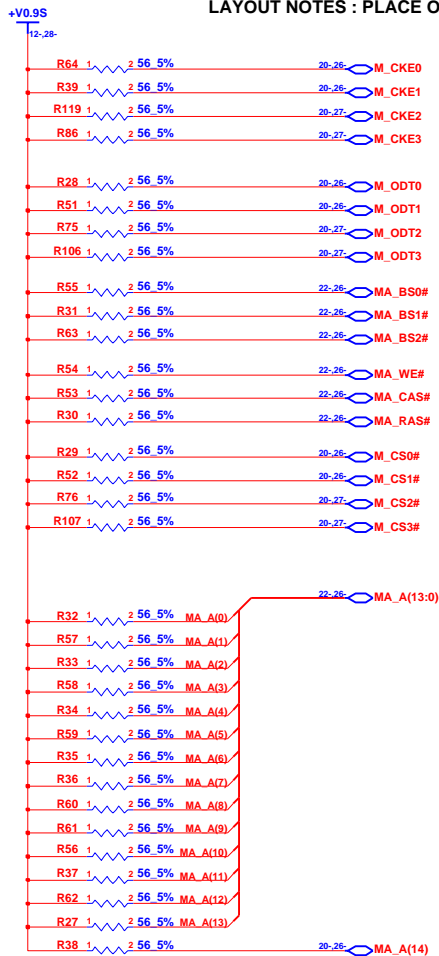 LAYOUT NOTES : PLACE O
+V0.9S
12-,28-
R64 1 2 56_5% 20-,26- M_CKE0
R39 1 2 56_5% 20-,26- M_CKE1
R119 1 2 56_5% 20-,27- M_CKE2
R86 1 2 56_5% 20-,27- M_CKE3
R28 1 2 56_5% 20-,26- M_ODT0
R51 1 2 56_5% 20-,26- M_ODT1
R75 1 2 56_5% 20-,27- M_ODT2
R106 1 2 56_5% 20-,27- M_ODT3
R55 1 2 56_5% 22-,26- MA_BS0#
R31 1 2 56_5% 22-,26- MA_BS1#
R63 1 2 56_5% 22-,26- MA_BS2#
R54 1 2 56_5% 22-,26- MA_WE#
R53 1 2 56_5% 22-,26- MA_CAS#
R30 1 2 56_5% 22-,26- MA_RAS#
R29 1 2 56_5% 20-,26- M_CS0#
R52 1 2 56_5% 20-,26- M_CS1#
R76 1 2 56_5% 20-,27- M_CS2#
R107 1 2 56_5% 20-,27- M_CS3#
22-,26- MA_A(13:0)
R32 1 2 56_5% MA_A(0)
R57 1 2 56_5% MA_A(1)
R33 1 2 56_5% MA_A(2)
R58 1 2 56_5% MA_A(3)
R34 1 2 56_5% MA_A(4)
R59 1 2 56_5% MA_A(5)
R35 1 2 56_5% MA_A(6)
R36 1 2 56_5% MA_A(7)
R60 1 2 56_5% MA_A(8)
R61 1 2 56_5% MA_A(9)
R56 1 2 56_5% MA_A(10)
R37 1 2 56_5% MA_A(11)
R62 1 2 56_5% MA_A(12)
R27 1 2 56_5% MA_A(13)
R38 1 2 56_5% 20-,26- MA_A(14)